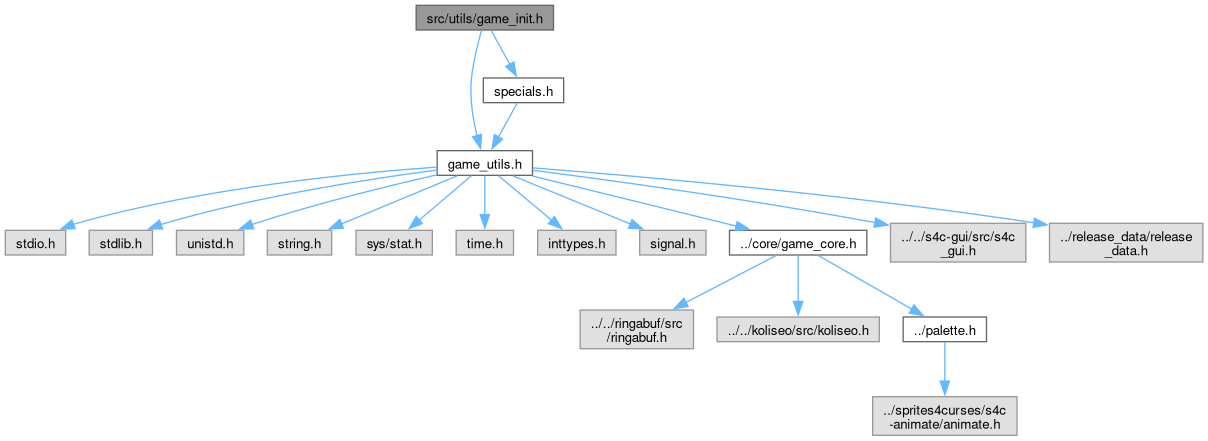 src/utils/game_init.h
specials.h
game_utils.h
stdio.h
stdlib.h
unistd.h
string.h
sys/stat.h
time.h
inttypes.h
signal.h
../core/game_core.h
../../s4c-gui/src/s4c
_gui.h
../release_data/release
_data.h
../../ringabuf/src
/ringabuf.h
../../koliseo/src/koliseo.h
../palette.h
../sprites4curses/s4c
-animate/animate.h